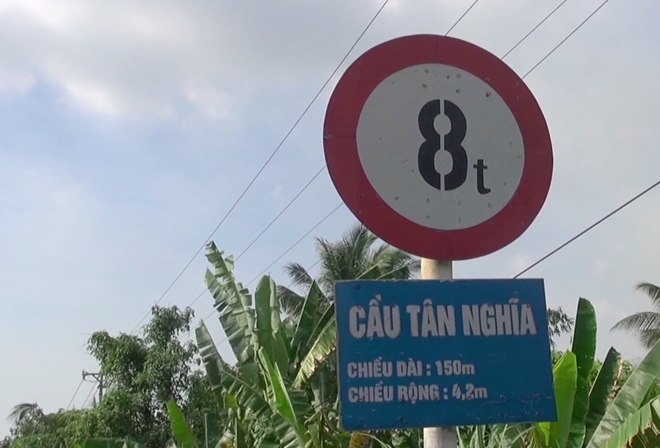 8t
CẦU TÂN NGHĨA
CHIỀU DÀI : 150m
CHIỀU RỘNG : 4,2m